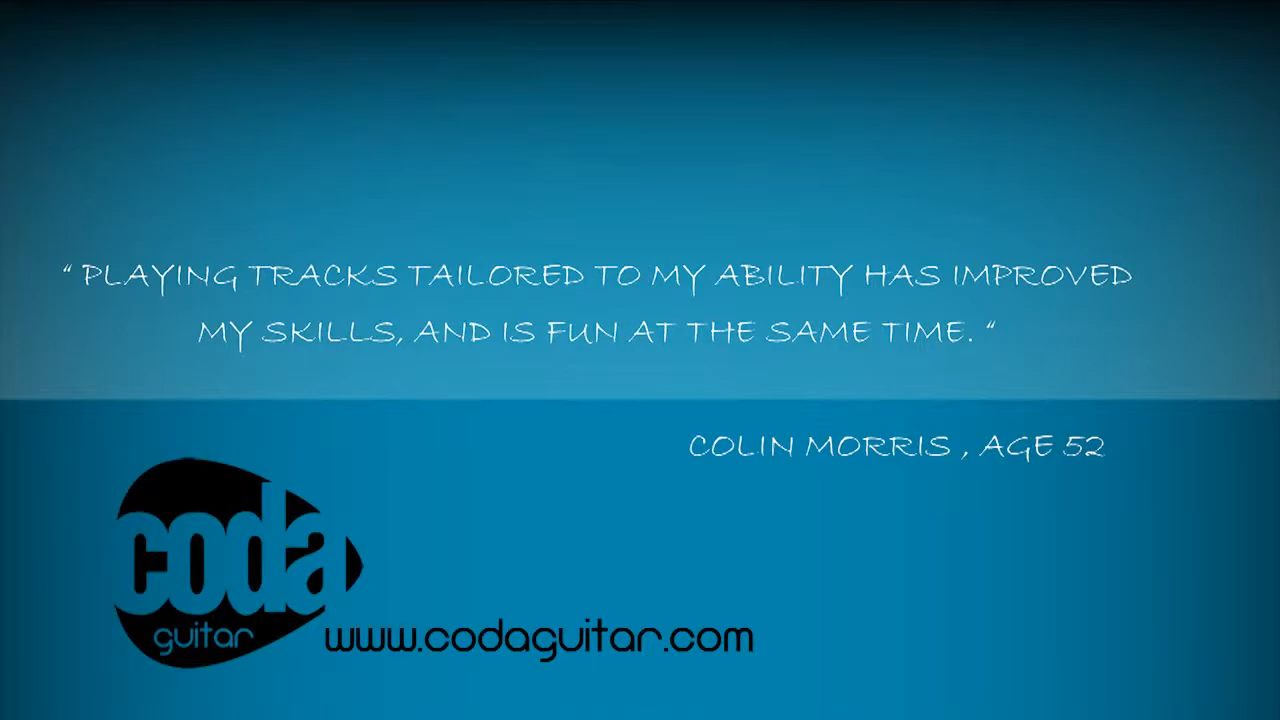 “ PLAYING TRACKS TAILORED TO MY ABILITY HAS IMPROVED
MY SKILLS, AND IS FUN AT THE SAME TIME. “
COLIN MORRIS , AGE 52
coda
guitar
www.codaguitar.com